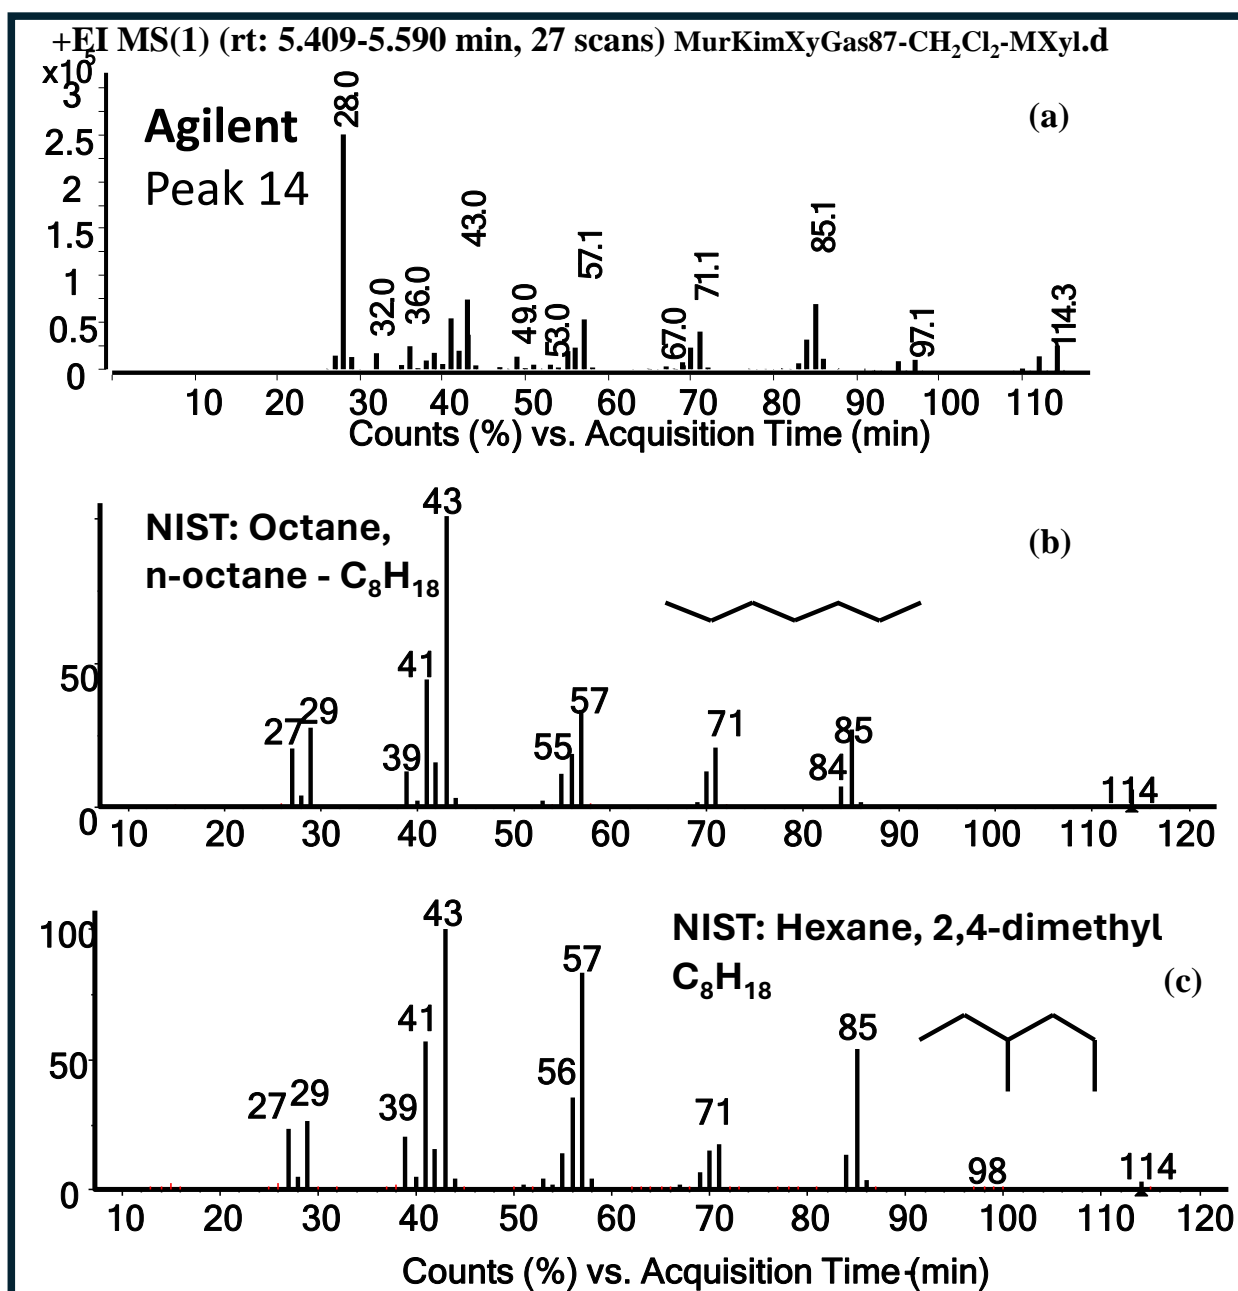 +EI MS(1) (rt: 5.409-5.590 min, 27 scans) MurKimXyGas87-CH₂Cl₂-MXyl.d
x10⁵
(a)
Agilent
Peak 14
3
2.5
2
1.5
1
0.5
0
28.0
32.0
36.0
43.0
49.0
53.0
57.1
67.0
71.1
85.1
97.1
114.3
10 20 30 40 50 60 70 80 90 100 110
Counts (%) vs. Acquisition Time (min)
NIST: Octane,
n-octane - C₈H₁₈
(b)
50
0
27
29
39
41
43
55
57
71
84
85
114
10 20 30 40 50 60 70 80 90 100 110 120
NIST: Hexane, 2,4-dimethyl
C₈H₁₈
(c)
100
50
0
27
29
39
41
43
56
57
71
85
98
114
10 20 30 40 50 60 70 80 90 100 110 120
Counts (%) vs. Acquisition Time-(min)